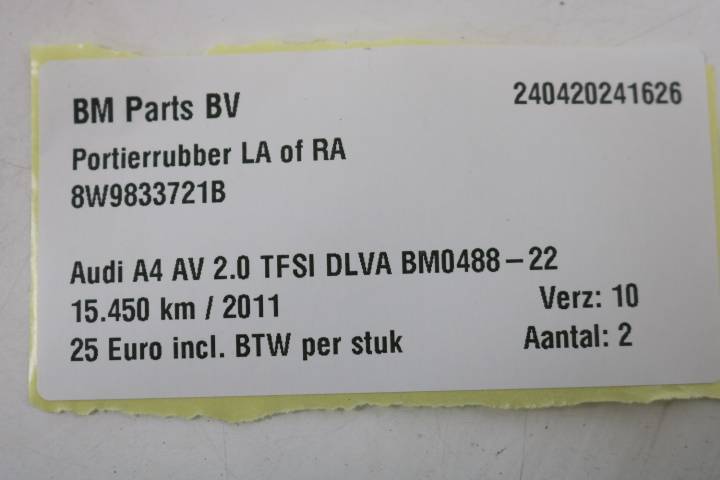 BM Parts BV 240420241626
Portierrubber LA of RA
8W9833721B
Audi A4 AV 2.0 TFSI DLVA BM0488-22
15.450 km / 2011 Verz: 10
25 Euro incl. BTW per stuk Aantal: 2